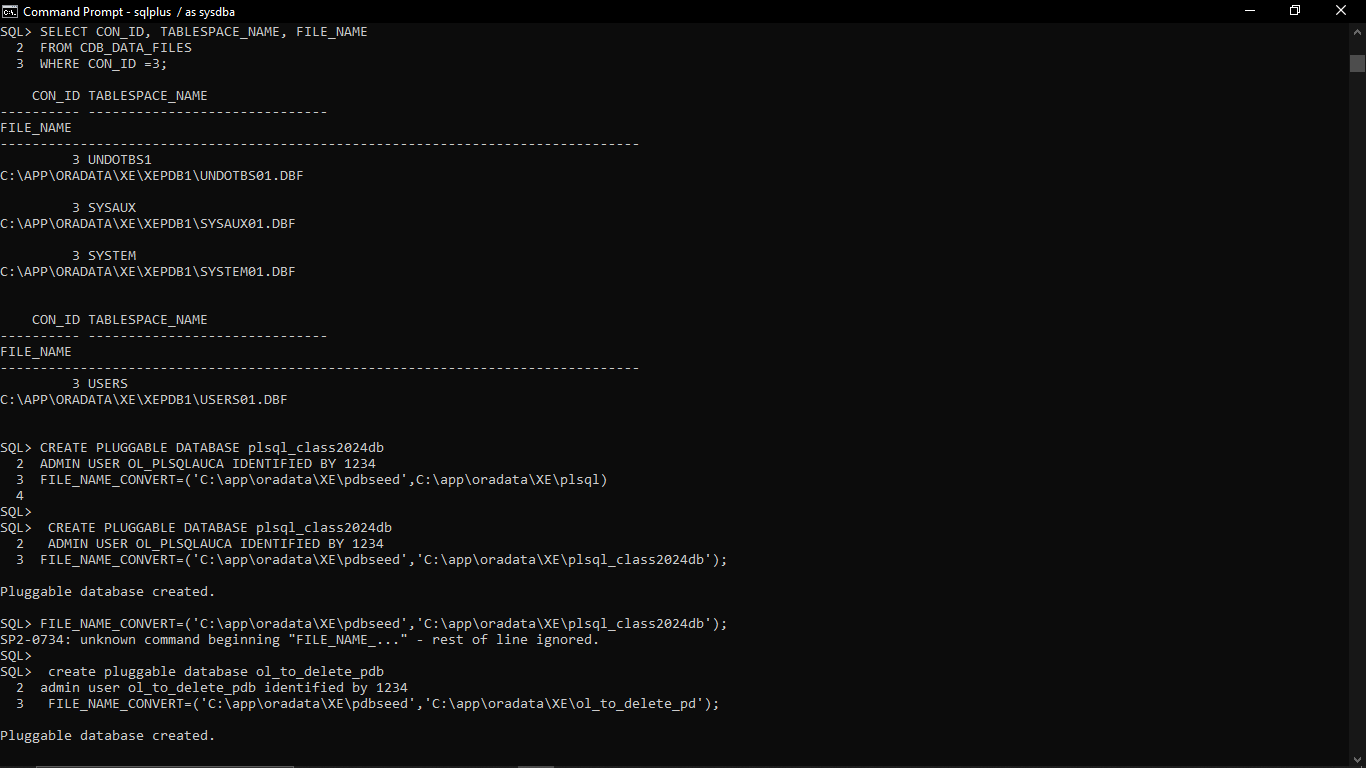 Command Prompt - sqlplus / as sysdba
SQL> SELECT CON_ID, TABLESPACE_NAME, FILE_NAME
  2  FROM CDB_DATA_FILES
  3  WHERE CON_ID =3;
    CON_ID TABLESPACE_NAME
---------- ------------------------------
FILE_NAME
--------------------------------------------------------------------------------
         3 UNDOTBS1
C:\APP\ORADATA\XE\XEPDB1\UNDOTBS01.DBF
         3 SYSAUX
C:\APP\ORADATA\XE\XEPDB1\SYSAUX01.DBF
         3 SYSTEM
C:\APP\ORADATA\XE\XEPDB1\SYSTEM01.DBF
    CON_ID TABLESPACE_NAME
---------- ------------------------------
FILE_NAME
--------------------------------------------------------------------------------
         3 USERS
C:\APP\ORADATA\XE\XEPDB1\USERS01.DBF
SQL> CREATE PLUGGABLE DATABASE plsql_class2024db
  2  ADMIN USER OL_PLSQLAUCA IDENTIFIED BY 1234
  3  FILE_NAME_CONVERT=('C:\app\oradata\XE\pdbseed',C:\app\oradata\XE\plsql)
  4
SQL>
SQL>  CREATE PLUGGABLE DATABASE plsql_class2024db
  2   ADMIN USER OL_PLSQLAUCA IDENTIFIED BY 1234
  3  FILE_NAME_CONVERT=('C:\app\oradata\XE\pdbseed','C:\app\oradata\XE\plsql_class2024db');
Pluggable database created.
SQL> FILE_NAME_CONVERT=('C:\app\oradata\XE\pdbseed','C:\app\oradata\XE\plsql_class2024db');
SP2-0734: unknown command beginning "FILE_NAME_..." - rest of line ignored.
SQL>
SQL>  create pluggable database ol_to_delete_pdb
  2  admin user ol_to_delete_pdb identified by 1234
  3   FILE_NAME_CONVERT=('C:\app\oradata\XE\pdbseed','C:\app\oradata\XE\ol_to_delete_pd');
Pluggable database created.